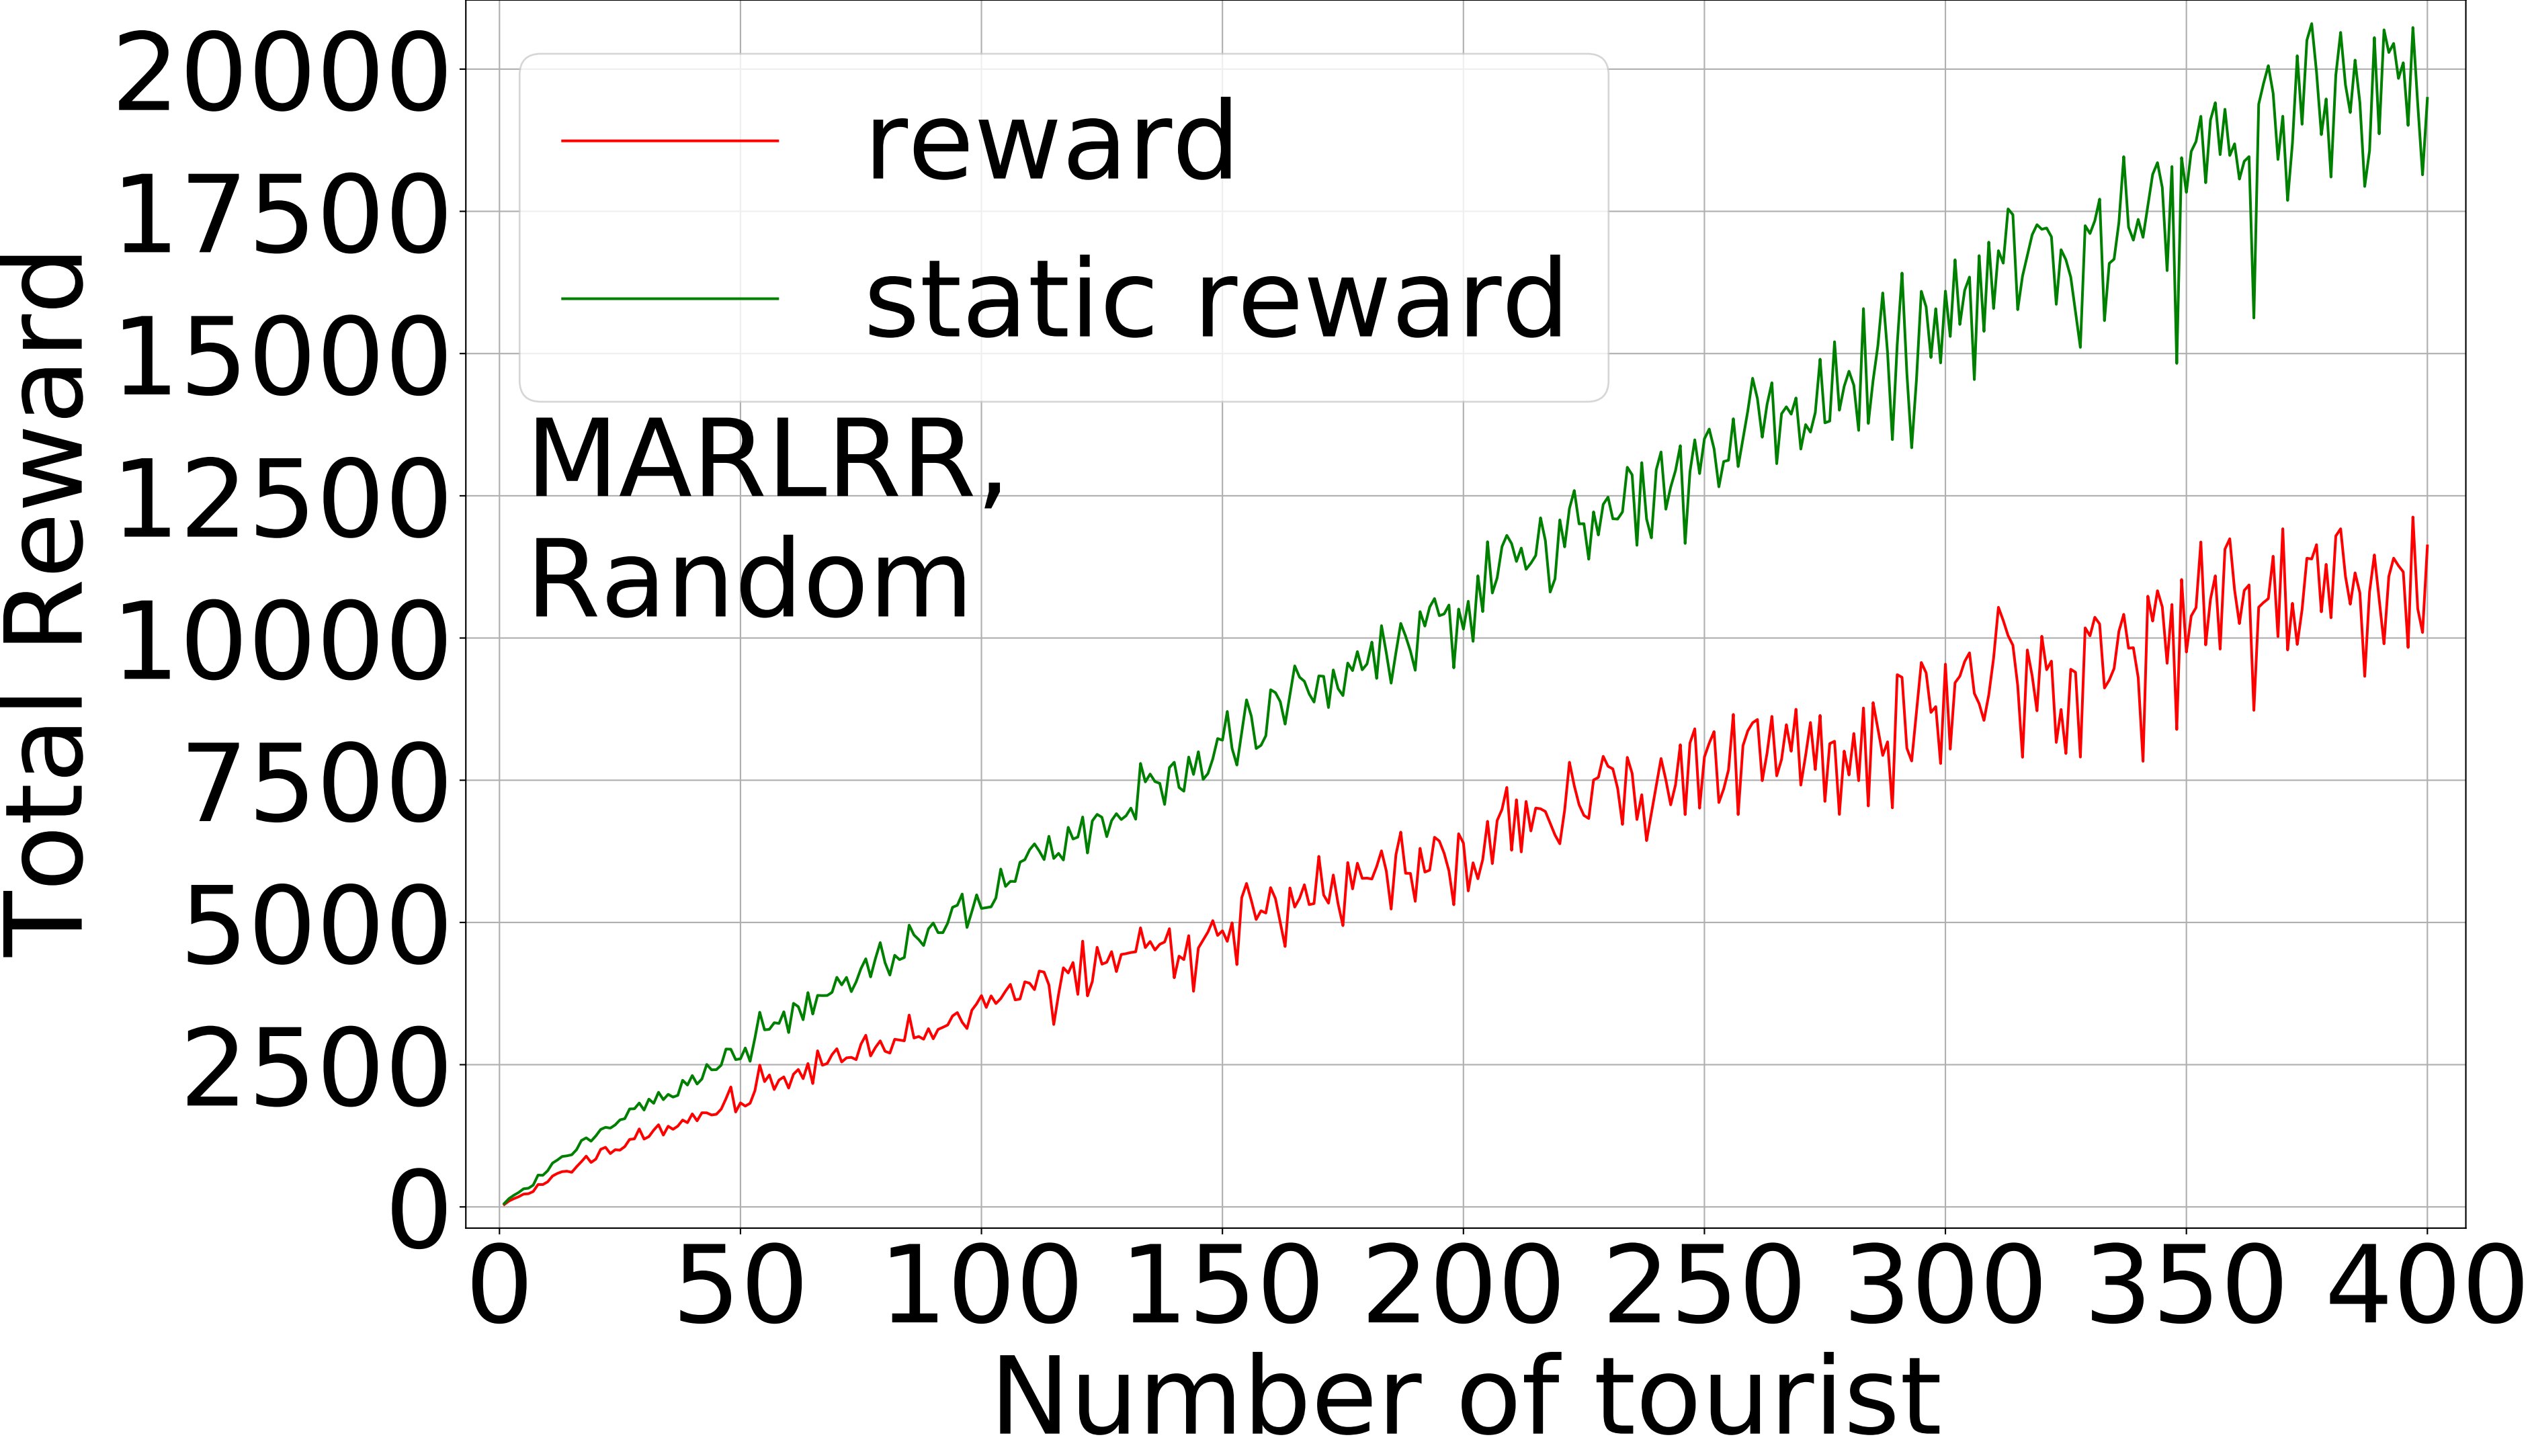 Total Reward
20000
17500
15000
12500
10000
7500
5000
2500
0
reward
static reward
MARLRR,
Random
0 50 100 150 200 250 300 350 400
Number of tourist